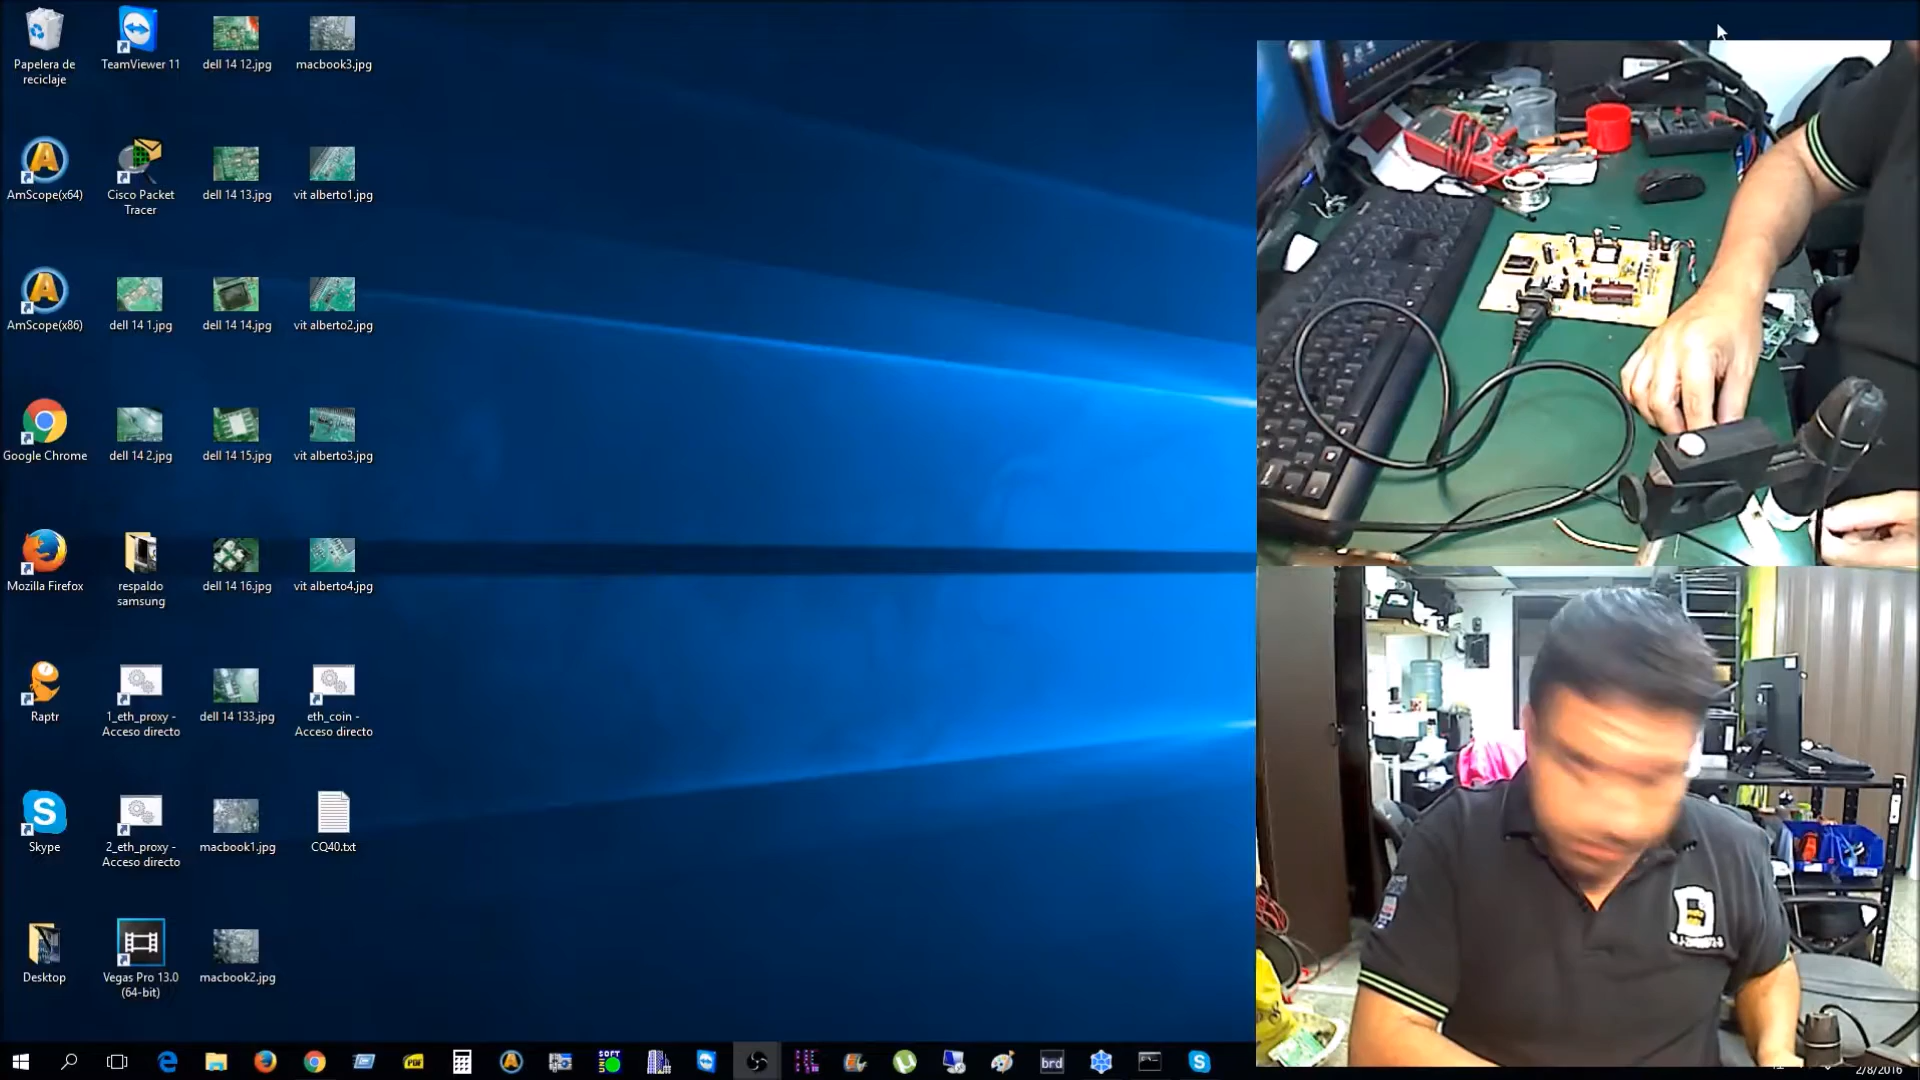 Papelera de
reciclaje
TeamViewer 11
dell 14 12.jpg
macbook3.jpg
AmScope(x64)
Cisco Packet
Tracer
dell 14 13.jpg
vit alberto1.jpg
AmScope(x86)
dell 14 1.jpg
dell 14 14.jpg
vit alberto2.jpg
Google Chrome
dell 14 2.jpg
dell 14 15.jpg
vit alberto3.jpg
Mozilla Firefox
respaldo
samsung
dell 14 16.jpg
vit alberto4.jpg
Raptr
1_eth_proxy -
Acceso directo
dell 14 133.jpg
eth_coin -
Acceso directo
Skype
2_eth_proxy -
Acceso directo
macbook1.jpg
CQ40.txt
Desktop
Vegas Pro 13.0
(64-bit)
macbook2.jpg
PDF
SOFT
brd
2/8/2016